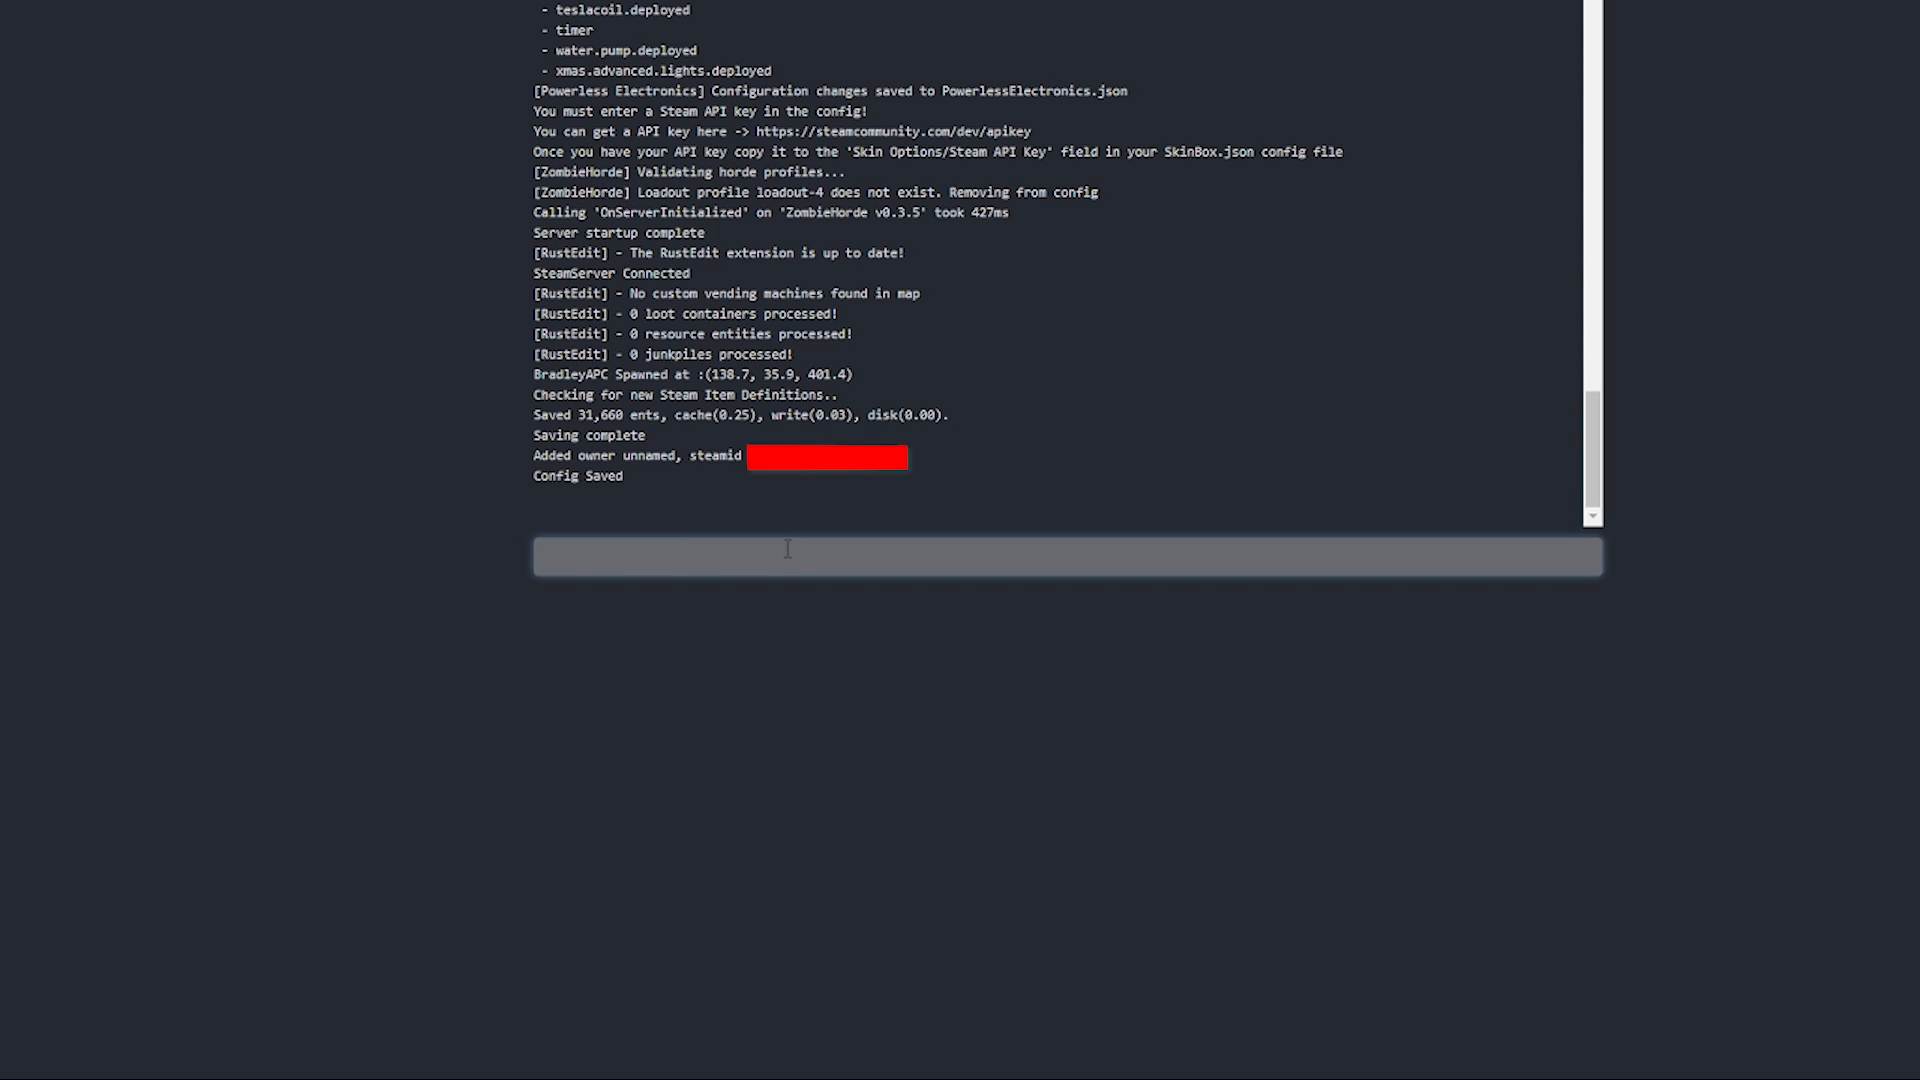 - teslacoil.deployed
- timer
- water.pump.deployed
- xmas.advanced.lights.deployed
[Powerless Electronics] Configuration changes saved to PowerlessElectronics.json
You must enter a Steam API key in the config!
You can get a API key here -> https://steamcommunity.com/dev/apikey
Once you have your API key copy it to the 'Skin Options/Steam API Key' field in your SkinBox.json config file
[ZombieHorde] Validating horde profiles...
[ZombieHorde] Loadout profile loadout-4 does not exist. Removing from config
Calling 'OnServerInitialized' on 'ZombieHorde v0.3.5' took 427ms
Server startup complete
[RustEdit] - The RustEdit extension is up to date!
SteamServer Connected
[RustEdit] - No custom vending machines found in map
[RustEdit] - 0 loot containers processed!
[RustEdit] - 0 resource entities processed!
[RustEdit] - 0 junkpiles processed!
BradleyAPC Spawned at :(138.7, 35.9, 401.4)
Checking for new Steam Item Definitions..
Saved 31,660 ents, cache(0.25), write(0.03), disk(0.00).
Saving complete
Added owner unnamed, steamid
Config Saved